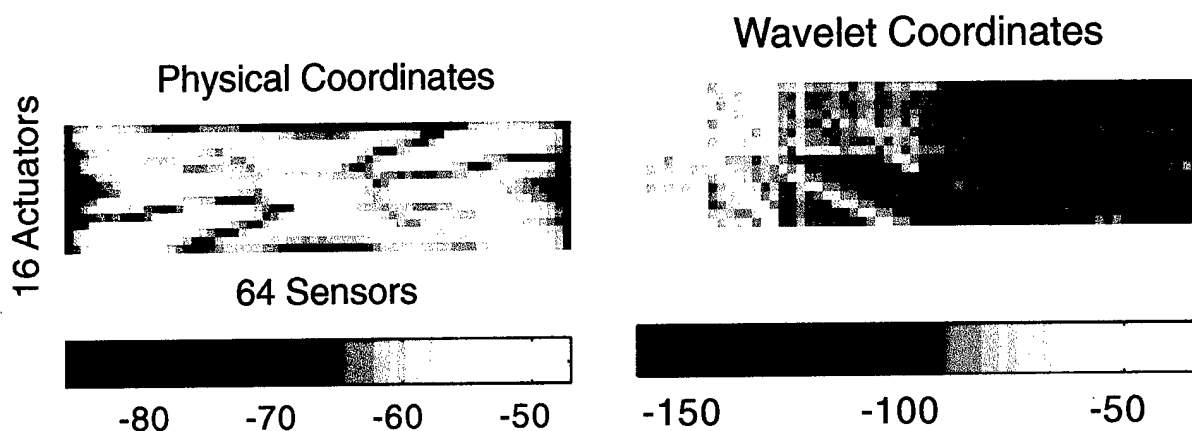 Wavelet Coordinates
Physical Coordinates
16 Actuators
64 Sensors
-80 -70 -60 -50
-150 -100 -50